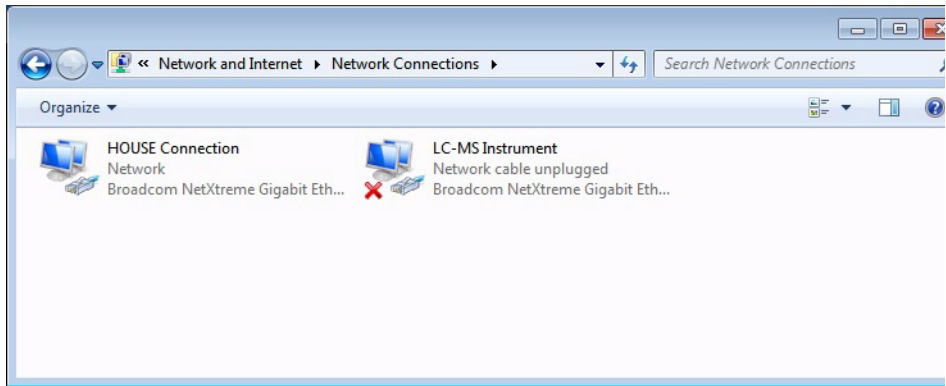 « Network and Internet ▸ Network Connections ▸
Search Network Connections
Organize
HOUSE Connection
Network
Broadcom NetXtreme Gigabit Eth...
LC-MS Instrument
Network cable unplugged
Broadcom NetXtreme Gigabit Eth...